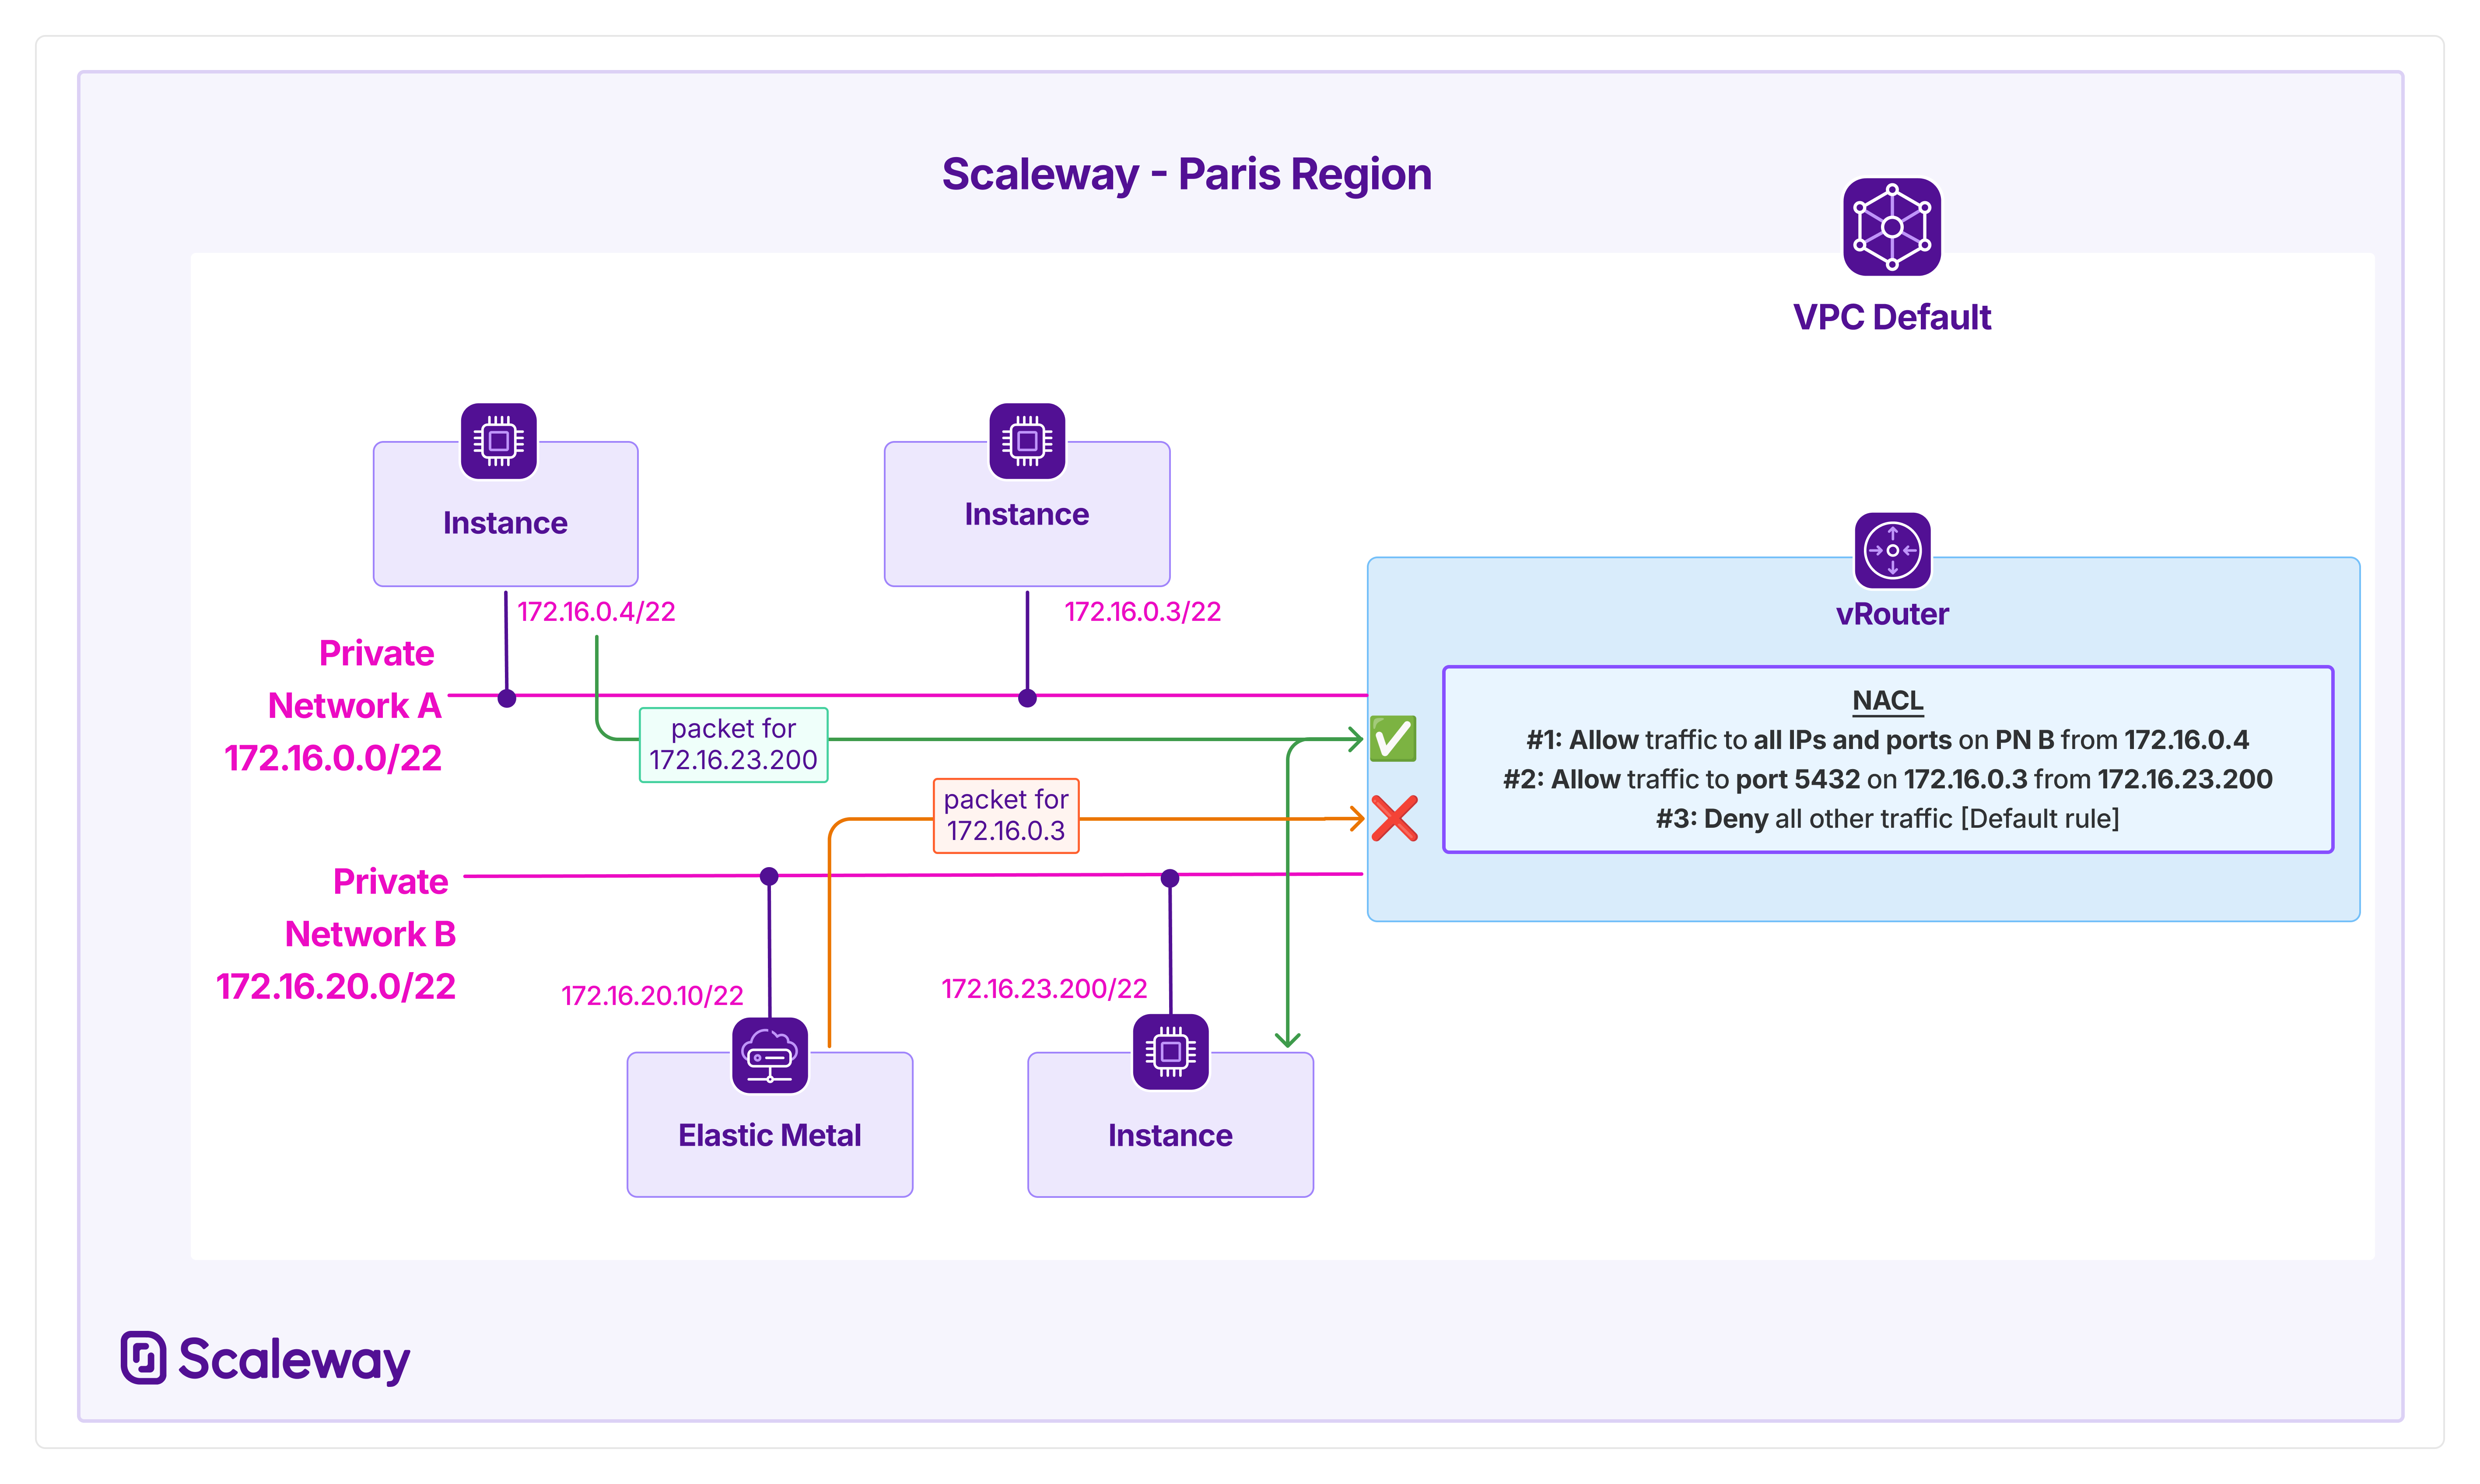 Scaleway - Paris Region
VPC Default
Instance
Instance
172.16.0.4/22
172.16.0.3/22
vRouter
Private
Network A
172.16.0.0/22
packet for
172.16.23.200
packet for
172.16.0.3
NACL
#1: Allow traffic to all IPs and ports on PN B from 172.16.0.4
#2: Allow traffic to port 5432 on 172.16.0.3 from 172.16.23.200
#3: Deny all other traffic [Default rule]
Private
Network B
172.16.20.0/22
172.16.20.10/22
172.16.23.200/22
Elastic Metal
Instance
Scaleway